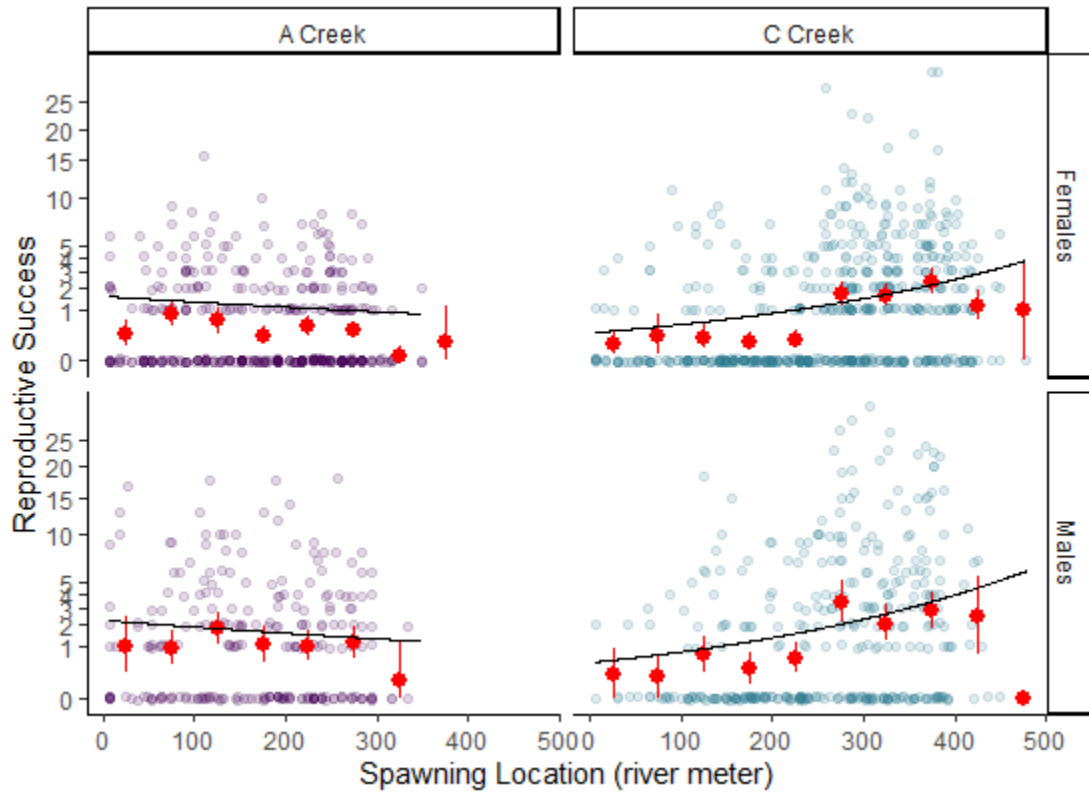 A Creek
C Creek
Reproductive Success
25
20
15
10
5
4
3
2
1
0
Females
25
20
15
10
5
4
3
2
1
0
Males
0 100 200 300 400 500 0 100 200 300 400 500
Spawning Location (river meter)